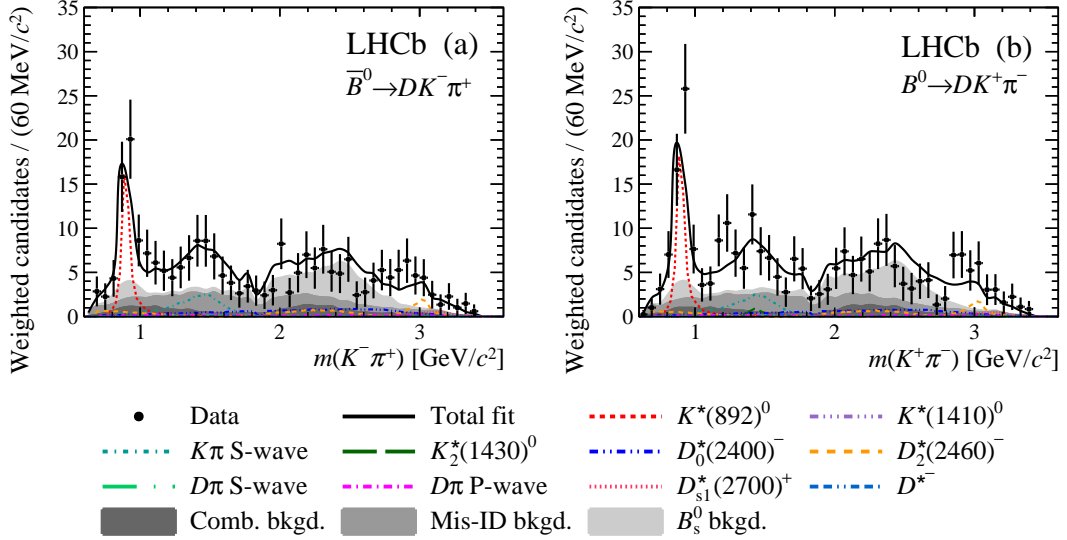 Weighted candidates / (60 MeV/c²)
35
30
25
20
15
10
5
0
LHCb (a)
B̅⁰→DK⁻π⁺
1 2 3
m(K⁻π⁺) [GeV/c²]
Weighted candidates / (60 MeV/c²)
35
30
25
20
15
10
5
0
LHCb (b)
B⁰→DK⁺π⁻
1 2 3
m(K⁺π⁻) [GeV/c²]
Data Total fit K*(892)⁰ K*(1410)⁰
Kπ S-wave K₂*(1430)⁰ D₀*(2400)⁻ D₂*(2460)⁻
Dπ S-wave Dπ P-wave Dₛ₁*(2700)⁺ D*⁻
Comb. bkgd. Mis-ID bkgd. Bₛ⁰ bkgd.